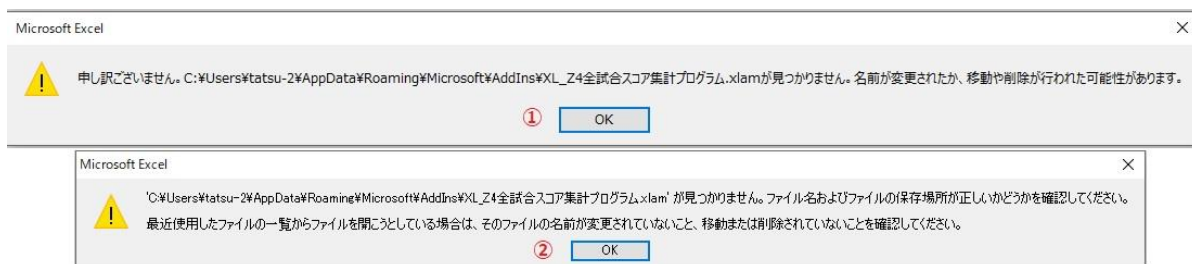 Microsoft Excel
申し訳ございません。C:¥Users¥tatsu-2¥AppData¥Roaming¥Microsoft¥AddIns¥XL_Z4全試合スコア集計プログラム.xlamが見つかりません。名前が変更されたか、移動や削除が行われた可能性があります。
① OK
Microsoft Excel
'C:¥Users¥tatsu-2¥AppData¥Roaming¥Microsoft¥AddIns¥XL_Z4全試合スコア集計プログラム.xlam' が見つかりません。ファイル名およびファイルの保存場所が正しいかどうかを確認してください。
最近使用したファイルの一覧からファイルを開こうとしている場合は、そのファイルの名前が変更されていないこと、移動または削除されていないことを確認してください。
② OK